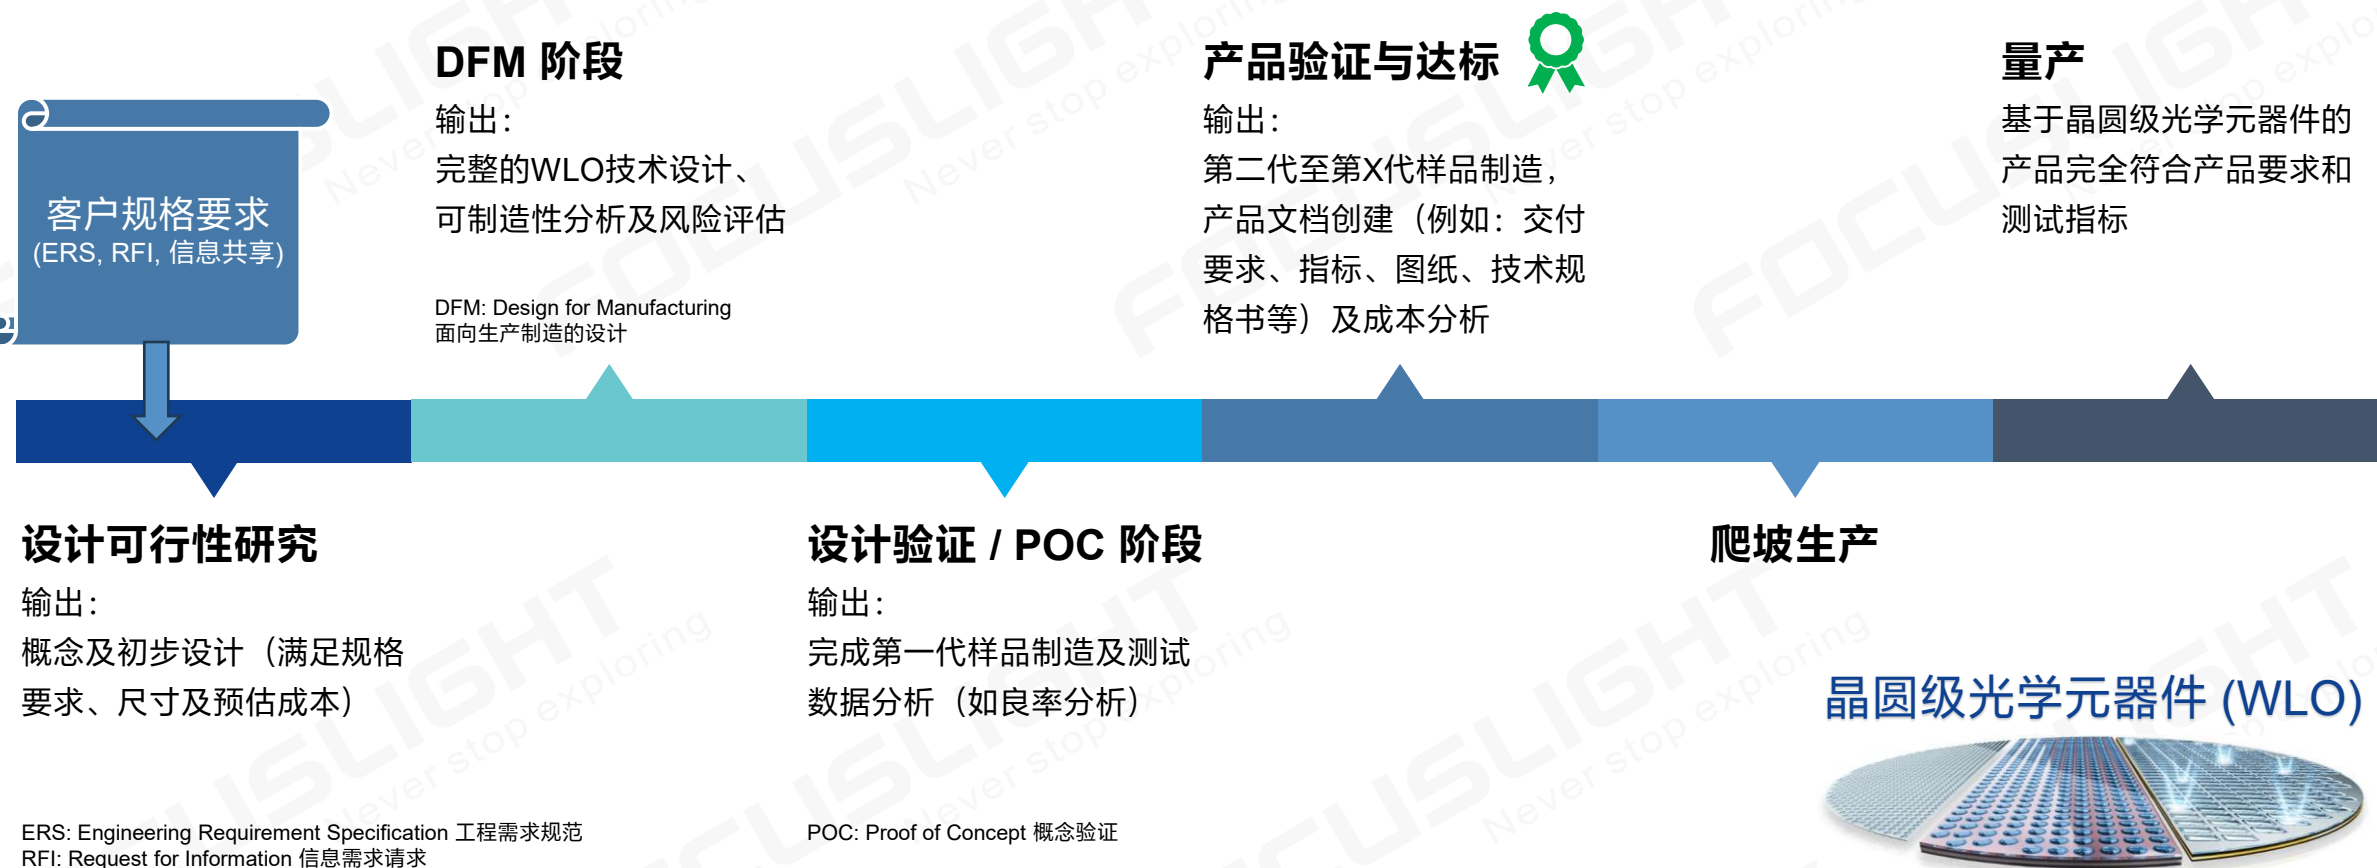 客户规格要求
(ERS, RFI, 信息共享)
DFM 阶段
输出：
完整的WLO技术设计、
可制造性分析及风险评估
DFM: Design for Manufacturing
面向生产制造的设计
产品验证与达标
输出：
第二代至第X代样品制造，
产品文档创建（例如：交付
要求、指标、图纸、技术规
格书等）及成本分析
量产
基于晶圆级光学元器件的
产品完全符合产品要求和
测试指标
设计可行性研究
输出：
概念及初步设计（满足规格
要求、尺寸及预估成本）
ERS: Engineering Requirement Specification 工程需求规范
RFI: Request for Information 信息需求请求
设计验证 / POC 阶段
输出：
完成第一代样品制造及测试
数据分析（如良率分析）
POC: Proof of Concept 概念验证
爬坡生产
晶圆级光学元器件 (WLO)
FOCUSLIGHT
Never stop exploring